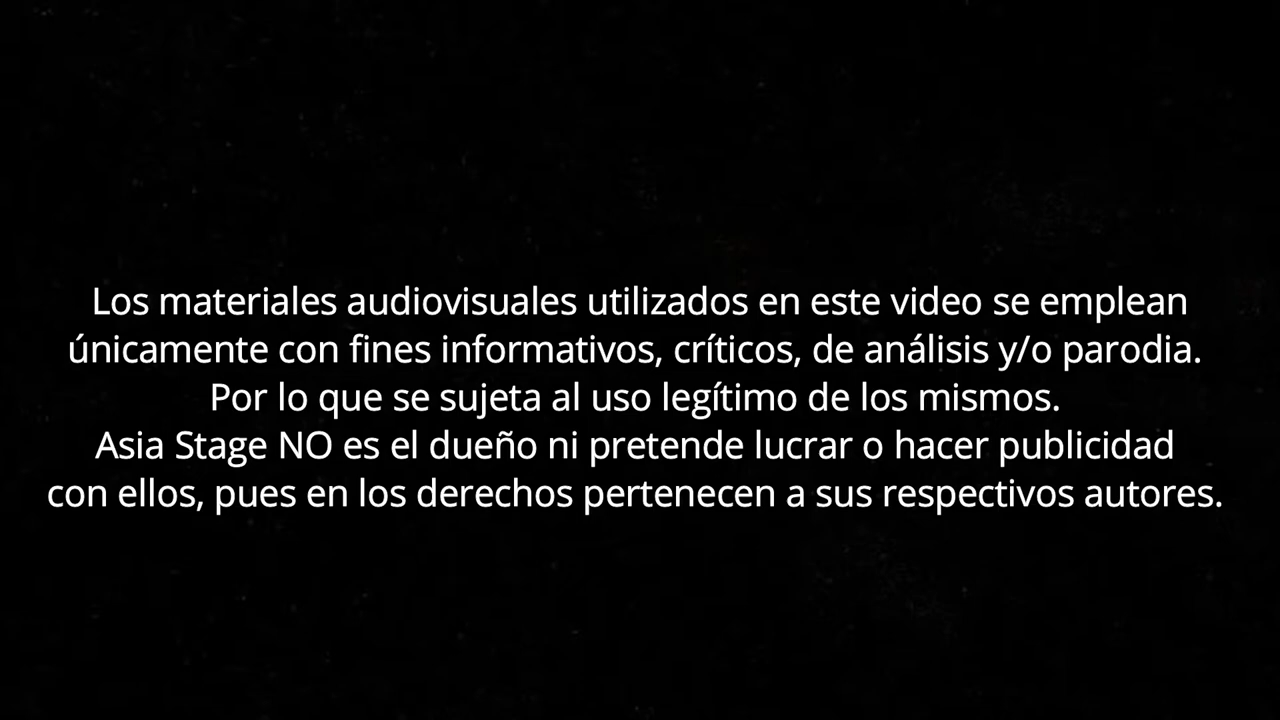 Los materiales audiovisuales utilizados en este video se emplean
únicamente con fines informativos, críticos, de análisis y/o parodia.
Por lo que se sujeta al uso legítimo de los mismos.
Asia Stage NO es el dueño ni pretende lucrar o hacer publicidad
con ellos, pues en los derechos pertenecen a sus respectivos autores.